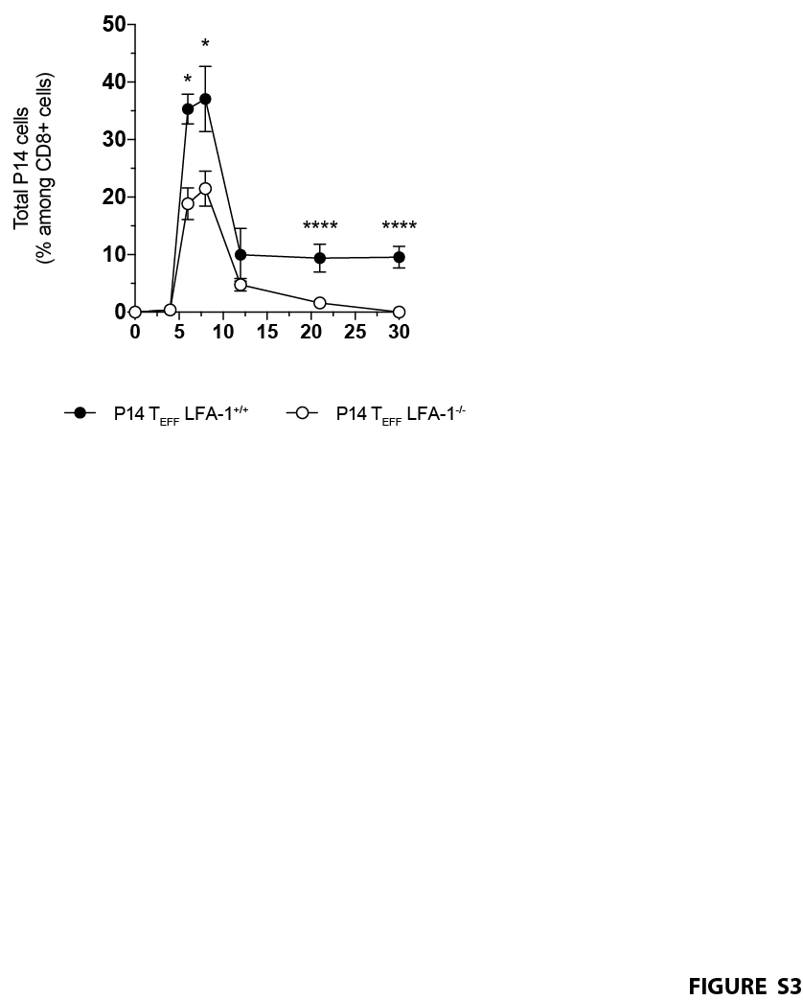 Total P14 cells
(% among CD8+ cells)
50
40
30
20
10
0
* *
**** ****
0 5 10 15 20 25 30
P14 TEFF LFA-1+/+ P14 TEFF LFA-1-/-
FIGURE S3